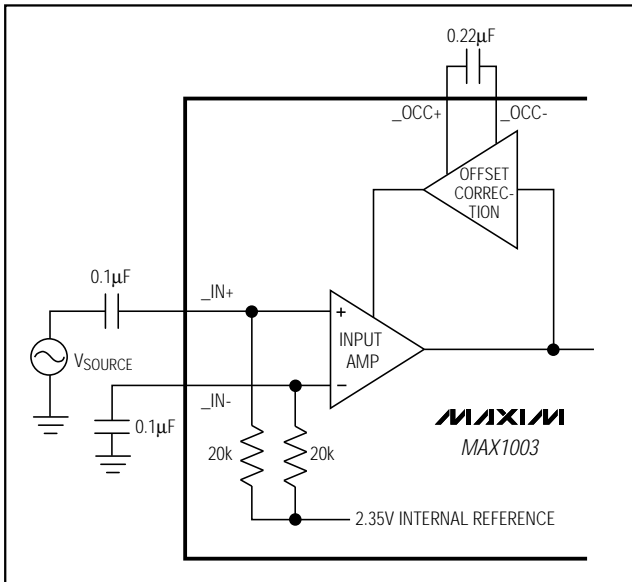 0.22µF
_OCC+
_OCC-
OFFSET
CORREC-
TION
0.1µF
_IN+
+
INPUT
AMP
VSOURCE
−
_IN-
0.1µF
MAXIM
MAX1003
20k
20k
2.35V INTERNAL REFERENCE